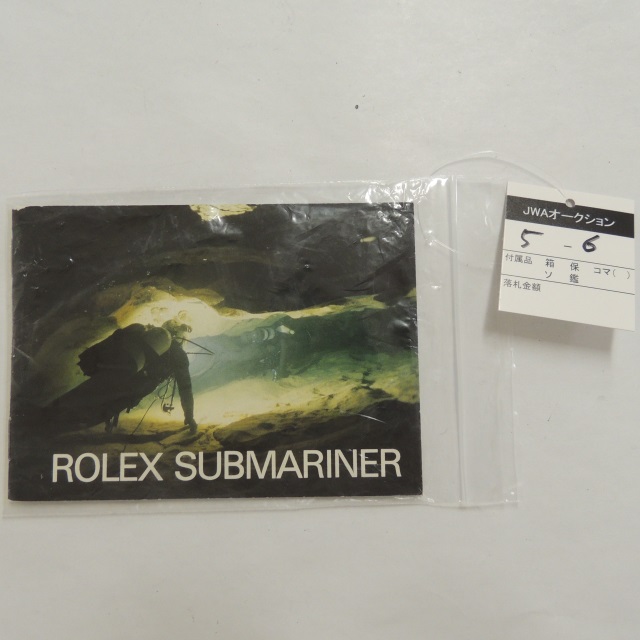 ROLEX SUBMARINER
JWAオークション
5 - 6
付属品 箱 保 コマ( )
ソ 鑑
落札金額